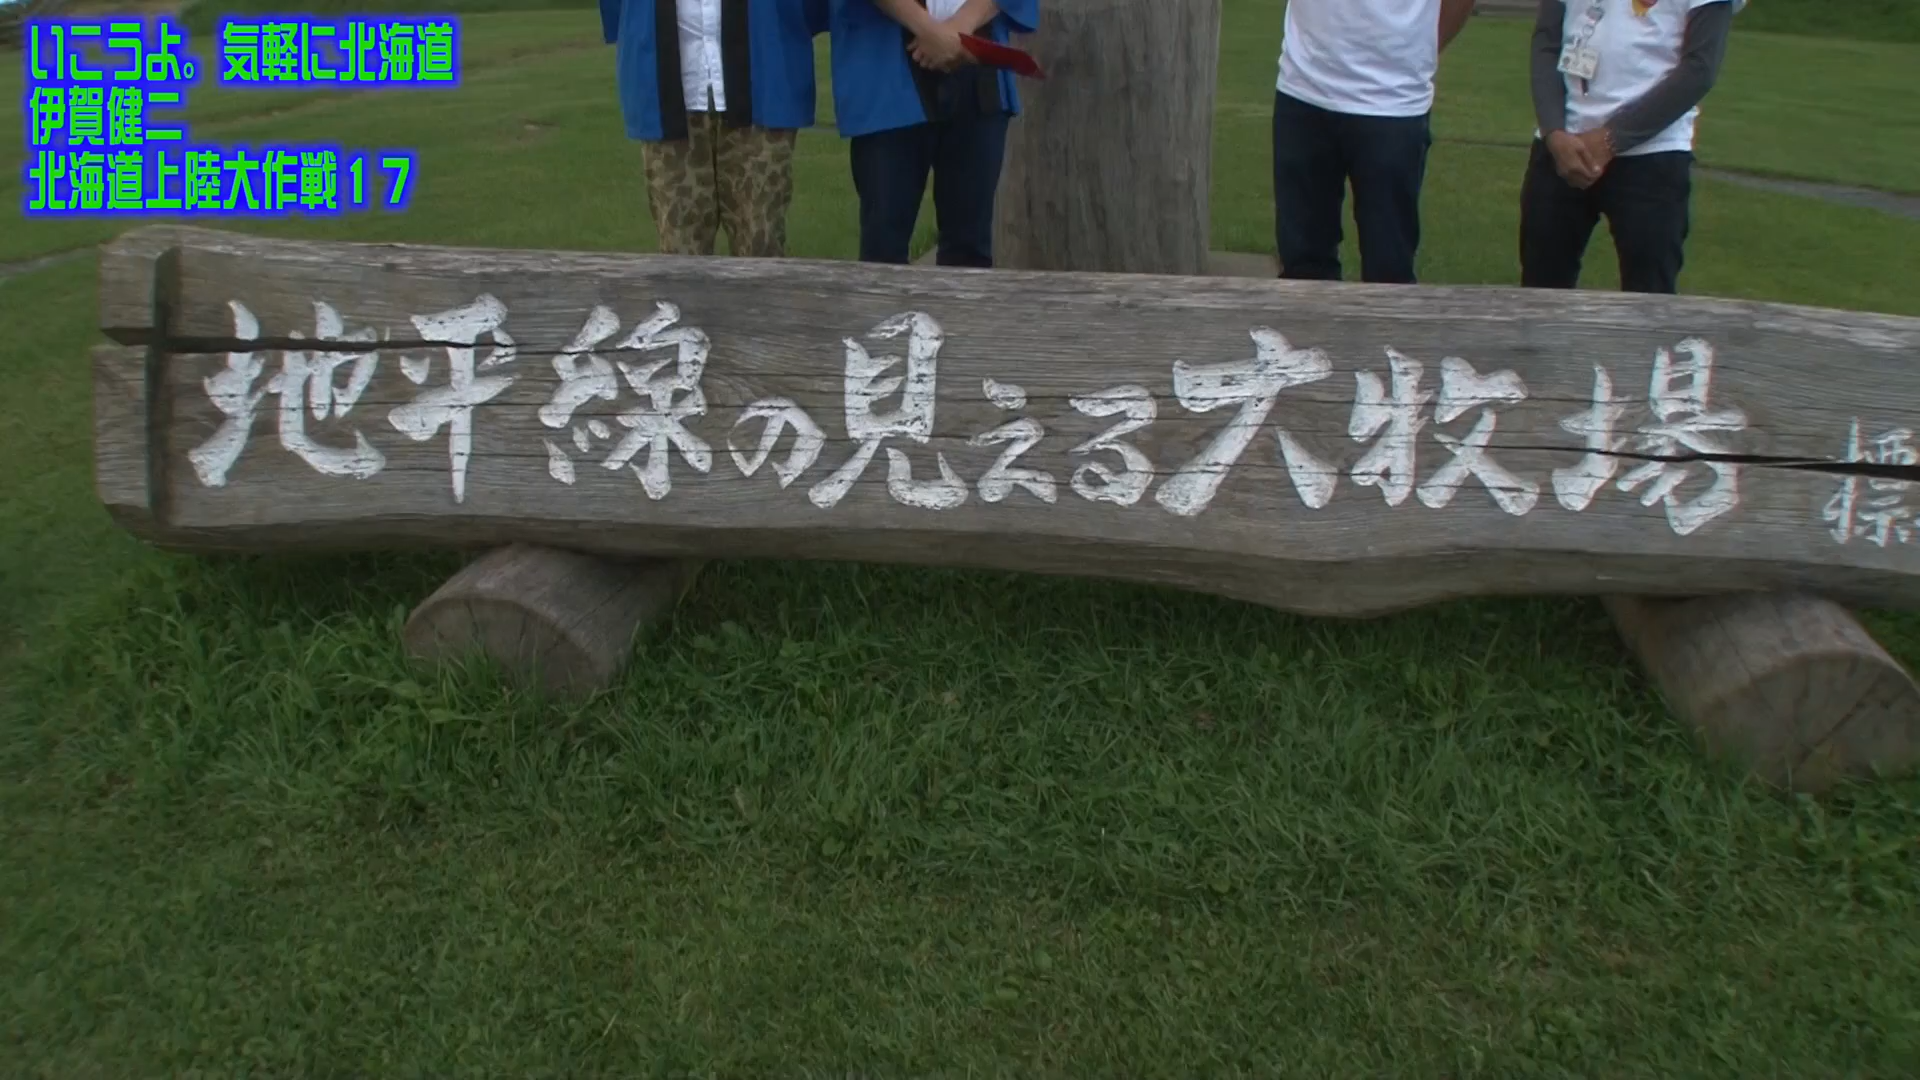 いこうよ。気軽に北海道
伊賀健二
北海道上陸大作戦１７
地平線の見える大牧場
標